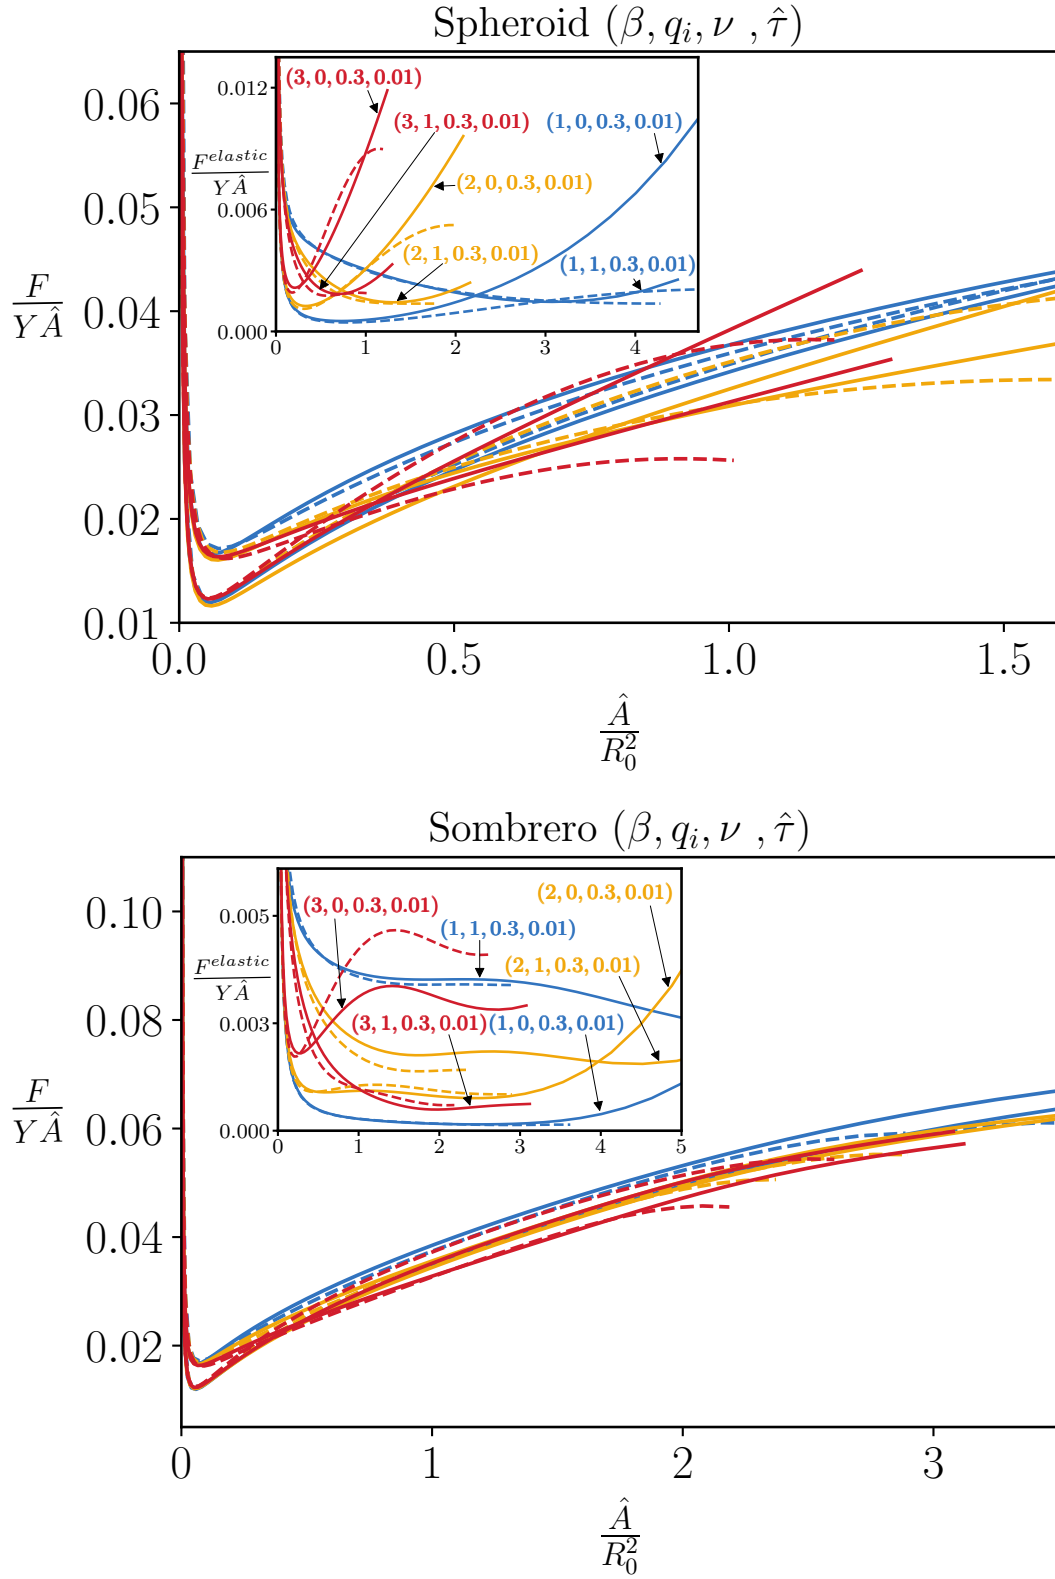 Spheroid (β, q_i, ν , τ̂)
0.06
0.05
0.04
0.03
0.02
0.01
F
YÂ
0.012
0.006
0.000
F^{elastic}
YÂ
(3, 0, 0.3, 0.01)
(3, 1, 0.3, 0.01)
(1, 0, 0.3, 0.01)
(2, 0, 0.3, 0.01)
(2, 1, 0.3, 0.01)
(1, 1, 0.3, 0.01)
0 1 2 3 4
0.0 0.5 1.0 1.5
Â
R_0^2
Sombrero (β, q_i, ν , τ̂)
0.10
0.08
0.06
0.04
0.02
F
YÂ
0.005
0.003
0.000
F^{elastic}
YÂ
(2, 0, 0.3, 0.01)
(3, 0, 0.3, 0.01)
(1, 1, 0.3, 0.01)
(2, 1, 0.3, 0.01)
(3, 1, 0.3, 0.01) (1, 0, 0.3, 0.01)
0 1 2 3 4 5
0 1 2 3
Â
R_0^2